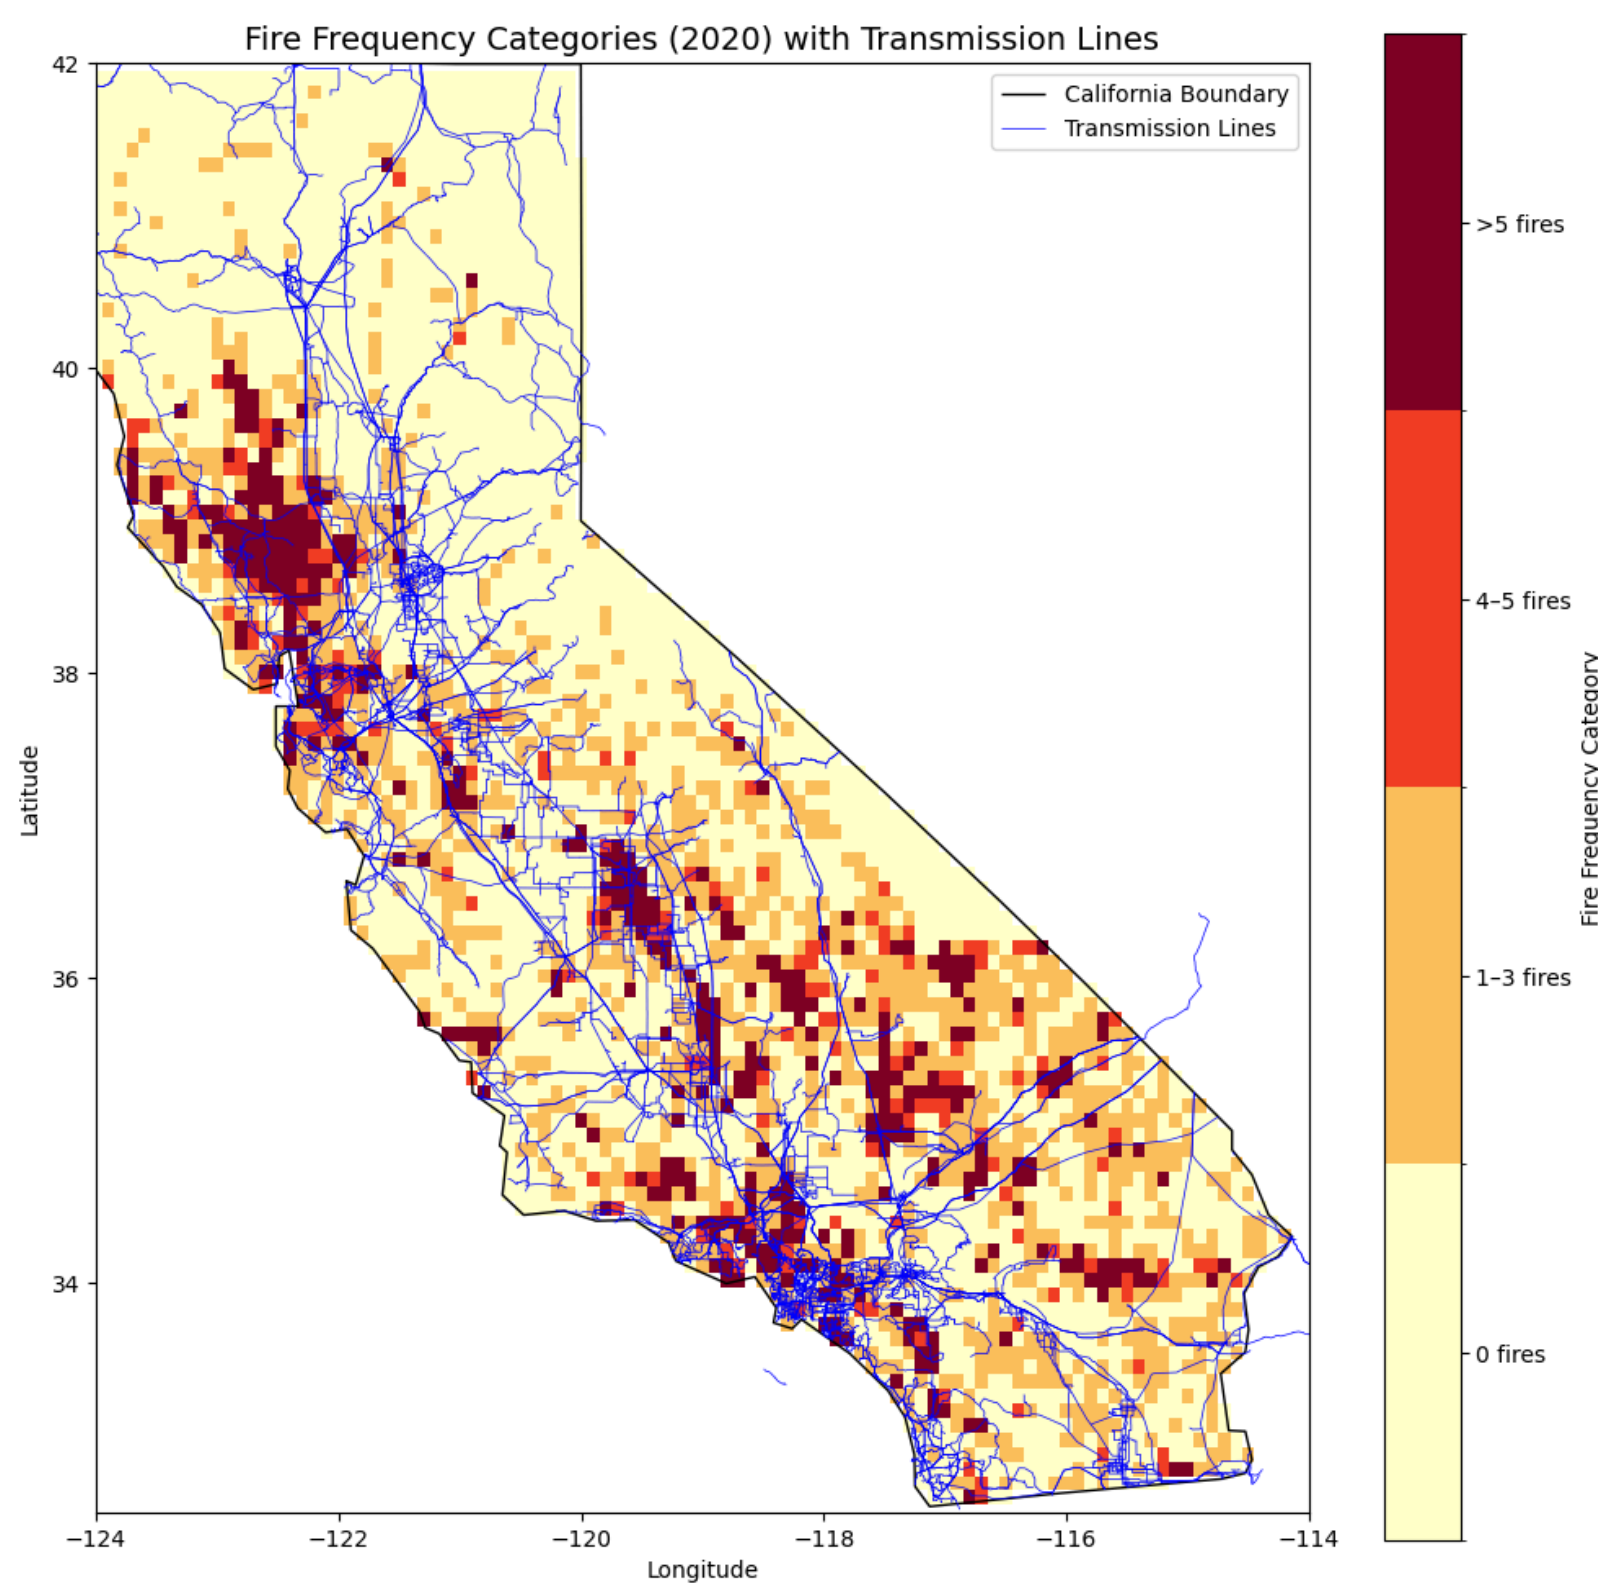 Fire Frequency Categories (2020) with Transmission Lines
California Boundary
Transmission Lines
42
40
38
36
34
Latitude
−124
−122
−120
−118
−116
−114
Longitude
>5 fires
4–5 fires
1–3 fires
0 fires
Fire Frequency Category